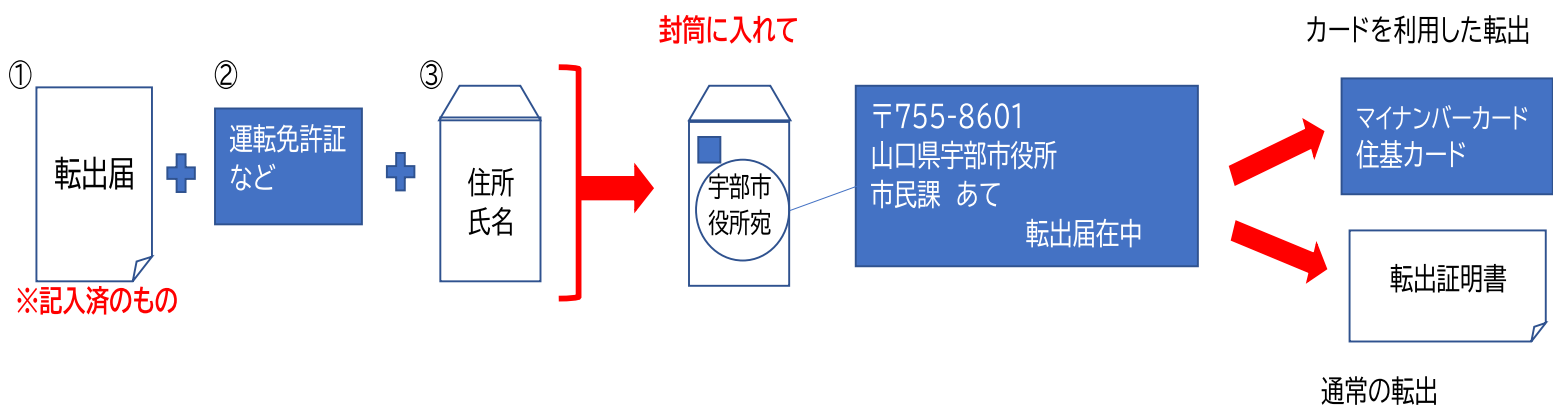 ①
転出届
※記入済のもの
②
運転免許証
など
③
住所
氏名
封筒に入れて
宇部市
役所宛
〒755-8601
山口県宇部市役所
市民課 あて
転出届在中
カードを利用した転出
マイナンバーカード
住基カード
転出証明書
通常の転出